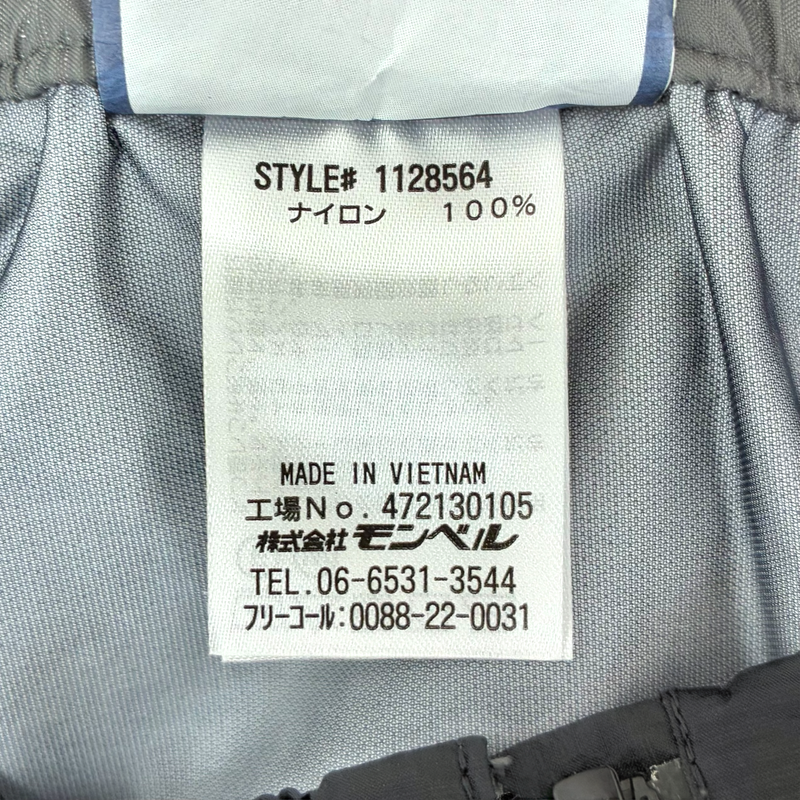 STYLE# 1128564
ナイロン 100%
MADE IN VIETNAM
工場No. 472130105
株式会社 モンベル
TEL.06-6531-3544
フリーコール:0088-22-0031